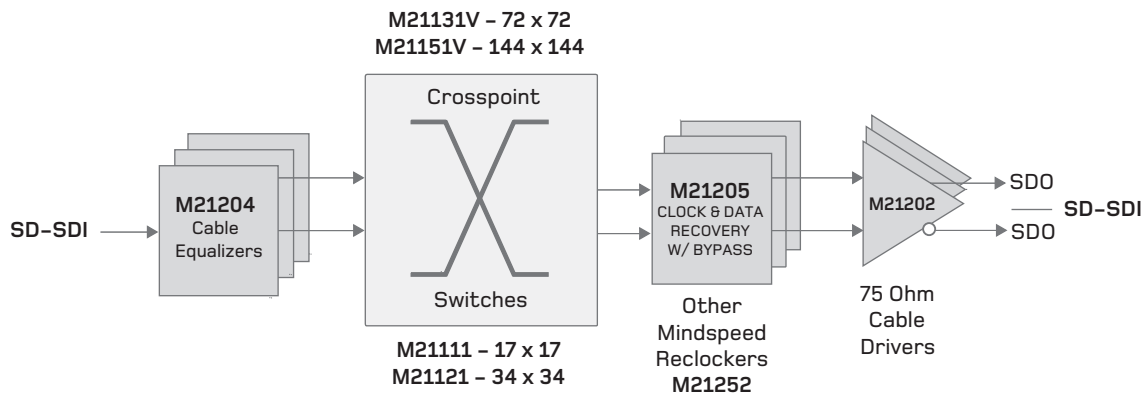 M21131V – 72 x 72
M21151V – 144 x 144
Crosspoint
Switches
M21111 – 17 x 17
M21121 – 34 x 34
SD–SDI
M21204
Cable
Equalizers
M21205
CLOCK & DATA
RECOVERY
W/ BYPASS
Other
Mindspeed
Reclockers
M21252
M21202
75 Ohm
Cable
Drivers
SDO
SDO
SD–SDI